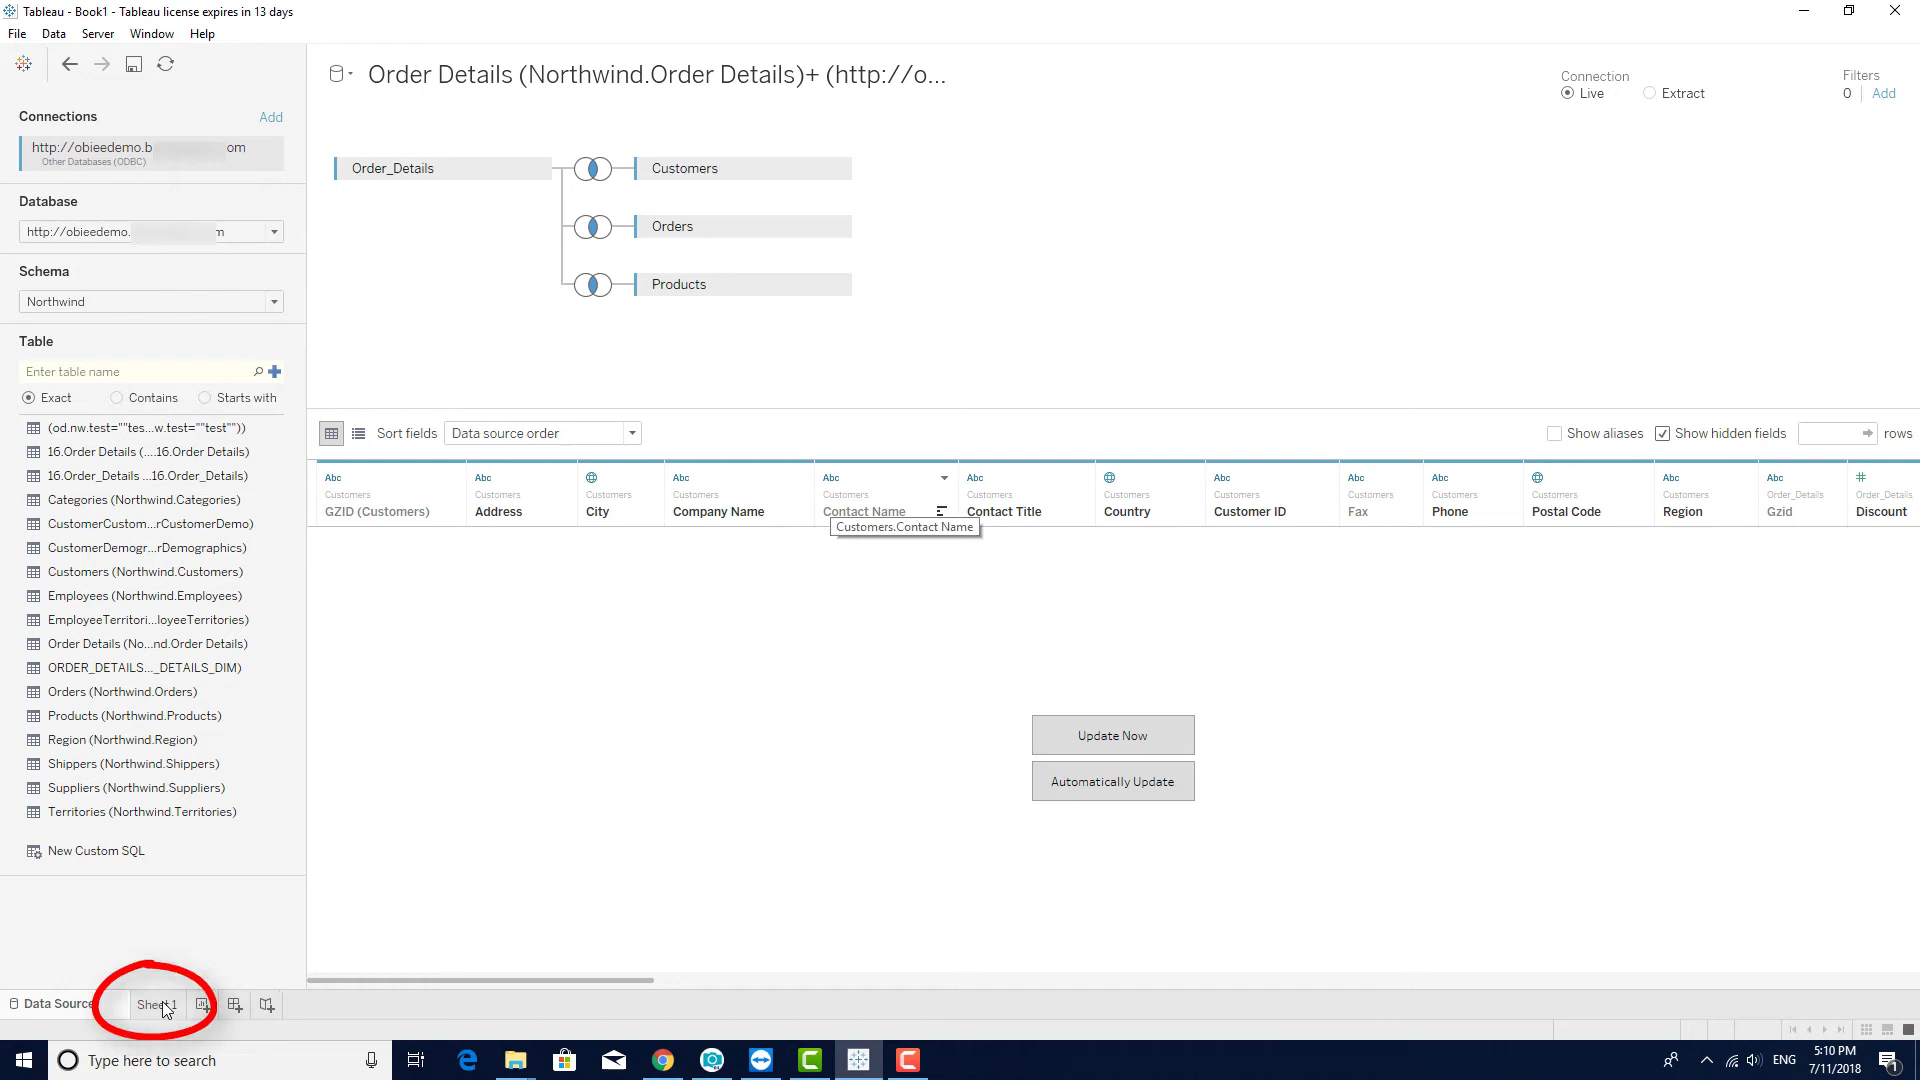 Tableau - Book1 - Tableau license expires in 13 days
File Data Server Window Help
Connections Add
http://obieedemo.b om
Other Databases (ODBC)
Database
http://obieedemo. m
Schema
Northwind
Table
Enter table name
Exact Contains Starts with
(od.nw.test=""tes...w.test=""test""))
16.Order Details (....16.Order Details)
16.Order_Details ...16.Order_Details)
Categories (Northwind.Categories)
CustomerCustom...rCustomerDemo)
CustomerDemogr...rDemographics)
Customers (Northwind.Customers)
Employees (Northwind.Employees)
EmployeeTerritori...loyeeTerritories)
Order Details (No...nd.Order Details)
ORDER_DETAILS..._DETAILS_DIM)
Orders (Northwind.Orders)
Products (Northwind.Products)
Region (Northwind.Region)
Shippers (Northwind.Shippers)
Suppliers (Northwind.Suppliers)
Territories (Northwind.Territories)
New Custom SQL
Order Details (Northwind.Order Details)+ (http://o...
Connection
Live Extract
Filters
0 Add
Order_Details
Customers
Orders
Products
Sort fields Data source order
Show aliases Show hidden fields rows
Abc Abc Abc Abc Abc Abc Abc Abc Abc Abc #
Customers Customers Customers Customers Customers Customers Customers Customers Customers Customers Customers Customers Order_Details Order_Details
GZID (Customers) Address City Company Name Contact Name Contact Title Country Customer ID Fax Phone Postal Code Region Gzid Discount
Customers.Contact Name
Update Now
Automatically Update
Data Source Sheet 1
Type here to search
ENG
5:10 PM
7/11/2018
1